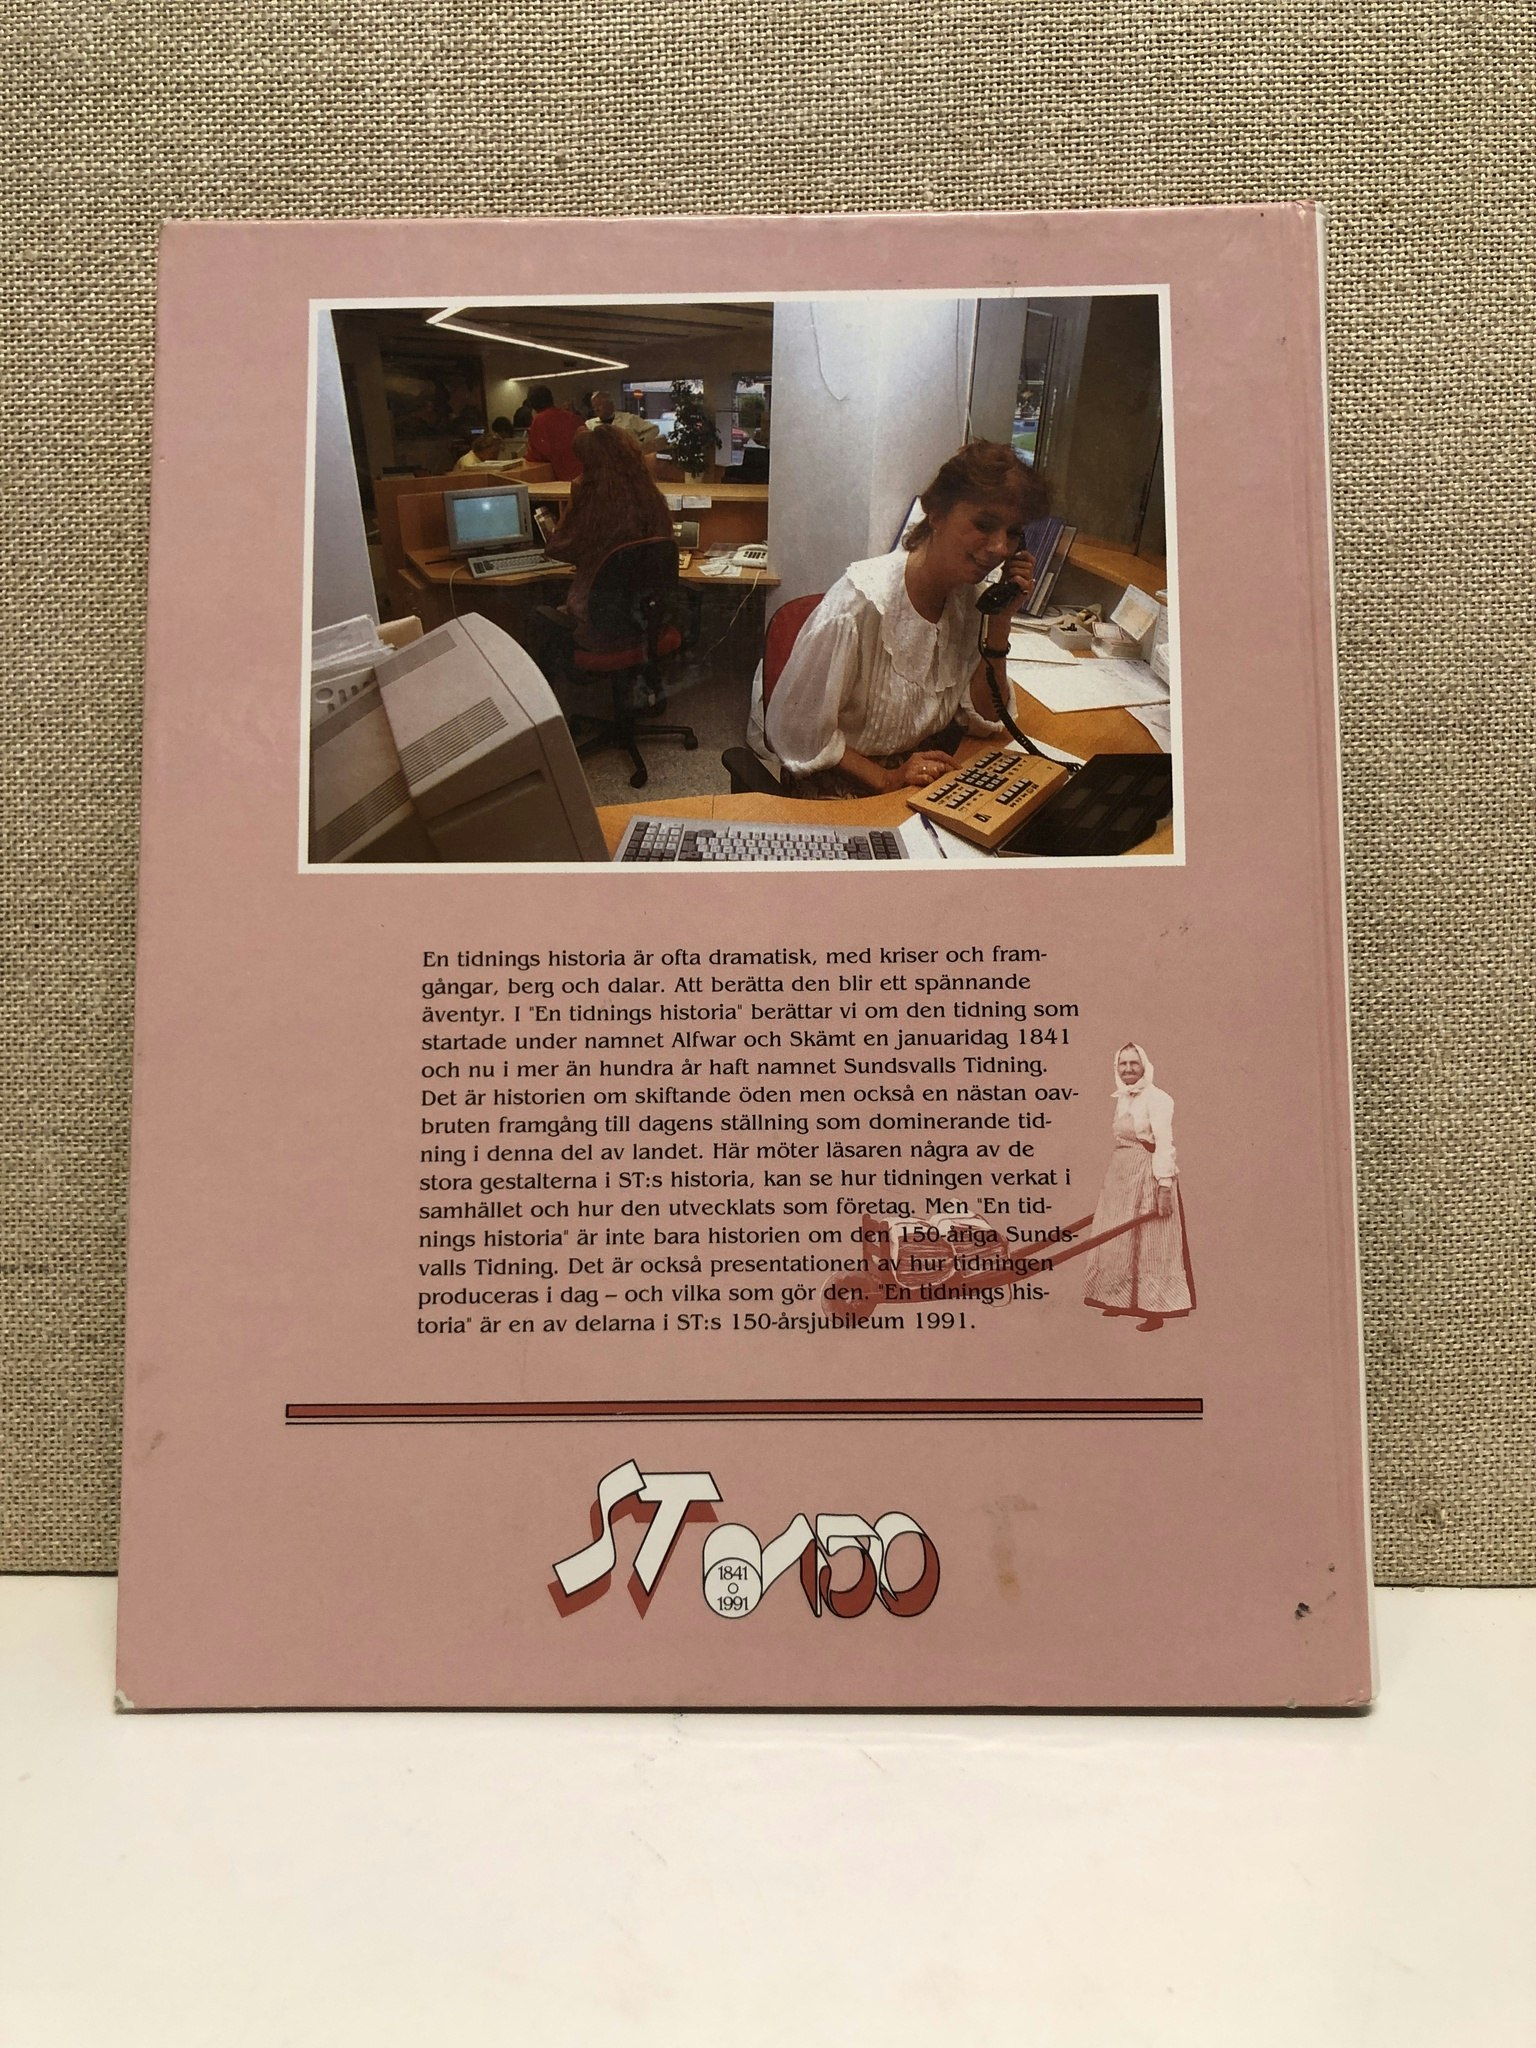 En tidnings historia är ofta dramatisk, med kriser och fram-
gångar, berg och dalar. Att berätta den blir ett spännande
äventyr. I "En tidnings historia" berättar vi om den tidning som
startade under namnet Alfwar och Skämt en januaridag 1841
och nu i mer än hundra år haft namnet Sundsvalls Tidning.
Det är historien om skiftande öden men också en nästan oav-
bruten framgång till dagens ställning som dominerande tid-
ning i denna del av landet. Här möter läsaren några av de
stora gestalterna i ST:s historia, kan se hur tidningen verkat i
samhället och hur den utvecklats som företag. Men "En tid-
nings historia" är inte bara historien om den 150-åriga Sunds-
valls Tidning. Det är också presentationen av hur tidningen
produceras i dag – och vilka som gör den. "En tidnings his-
toria" är en av delarna i ST:s 150-årsjubileum 1991.
ST 150
1841
1991